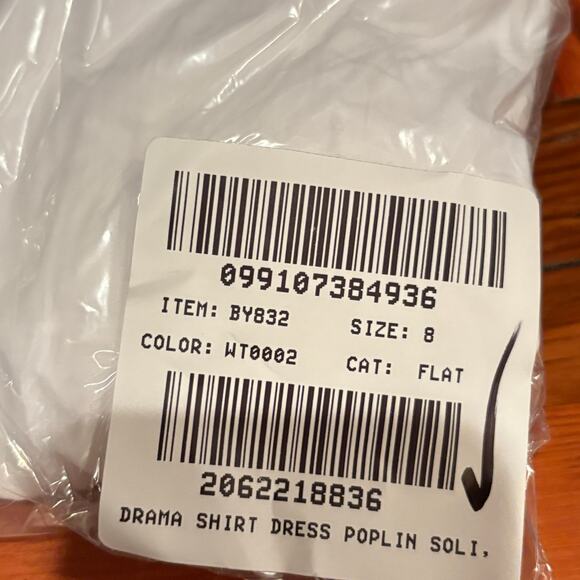 099107384936
ITEM: BY832 SIZE: 8
COLOR: WT0002 CAT: FLAT
2062218836
DRAMA SHIRT DRESS POPLIN SOLI,